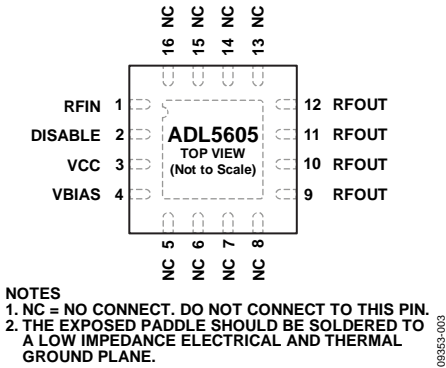 16 NC
15 NC
14 NC
13 NC
RFIN 1
DISABLE 2
VCC 3
VBIAS 4
ADL5605
TOP VIEW
(Not to Scale)
12 RFOUT
11 RFOUT
10 RFOUT
9 RFOUT
NC 5
NC 6
NC 7
NC 8
NOTES
1. NC = NO CONNECT. DO NOT CONNECT TO THIS PIN.
2. THE EXPOSED PADDLE SHOULD BE SOLDERED TO
A LOW IMPEDANCE ELECTRICAL AND THERMAL
GROUND PLANE.
09353-003